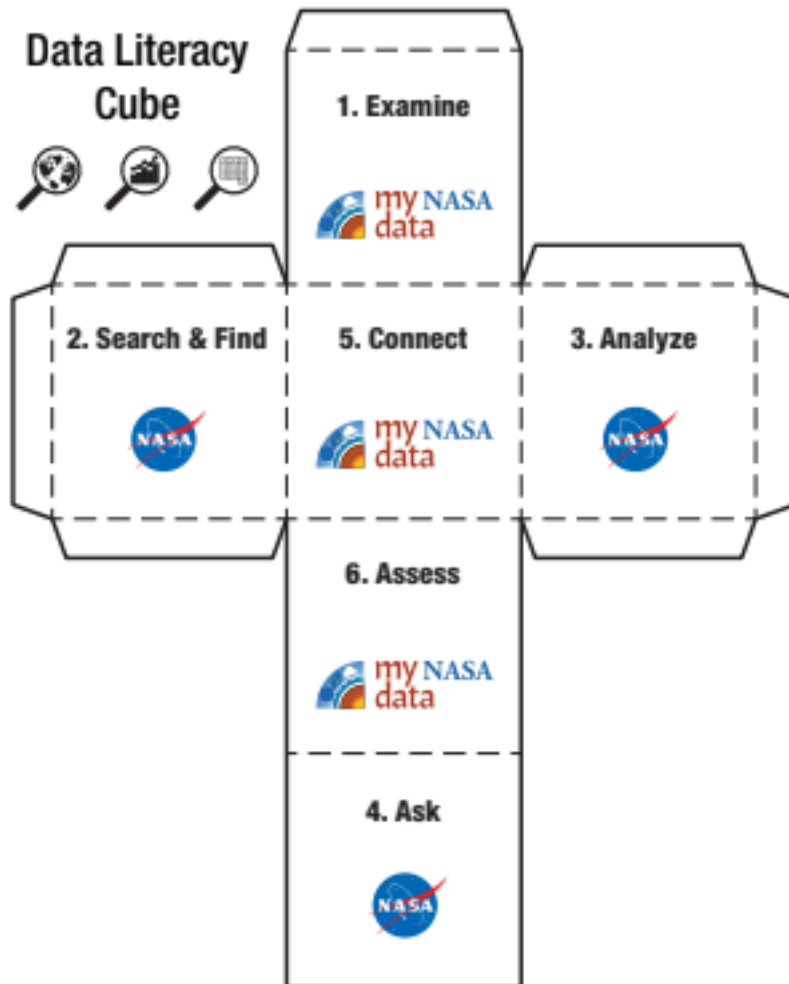 Data Literacy
Cube
1. Examine
my NASA
data
2. Search & Find
5. Connect
3. Analyze
NASA
my NASA
data
NASA
6. Assess
my NASA
data
4. Ask
NASA